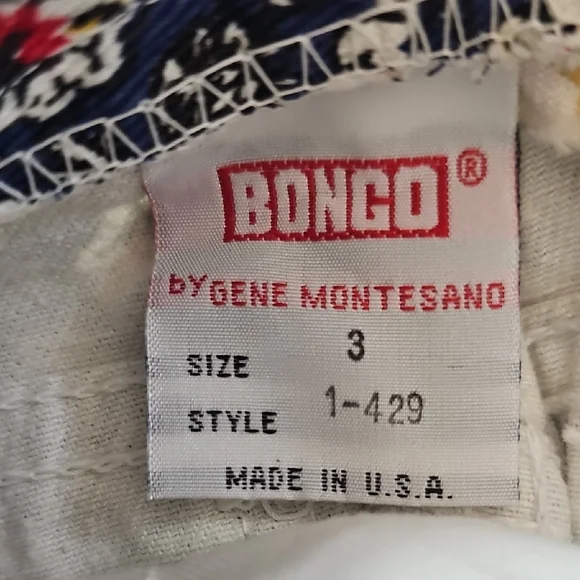 BONGO®
by GENE MONTESANO
SIZE 3
STYLE 1-429
MADE IN U.S.A.